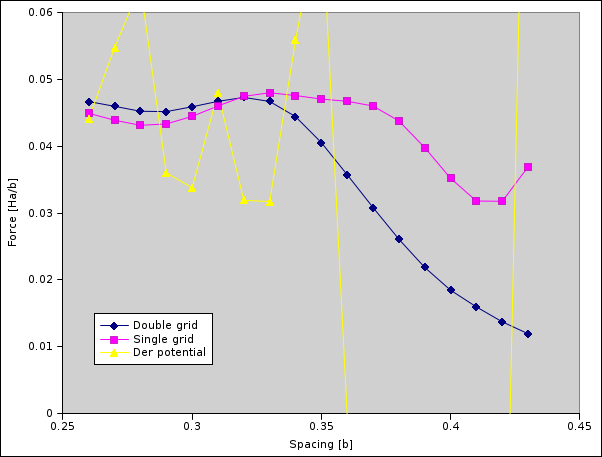 0.06
0.05
0.04
0.03
0.02
0.01
0
Force [Ha/b]
Double grid
Single grid
Der potential
0.25
0.3
0.35
0.4
0.45
Spacing [b]